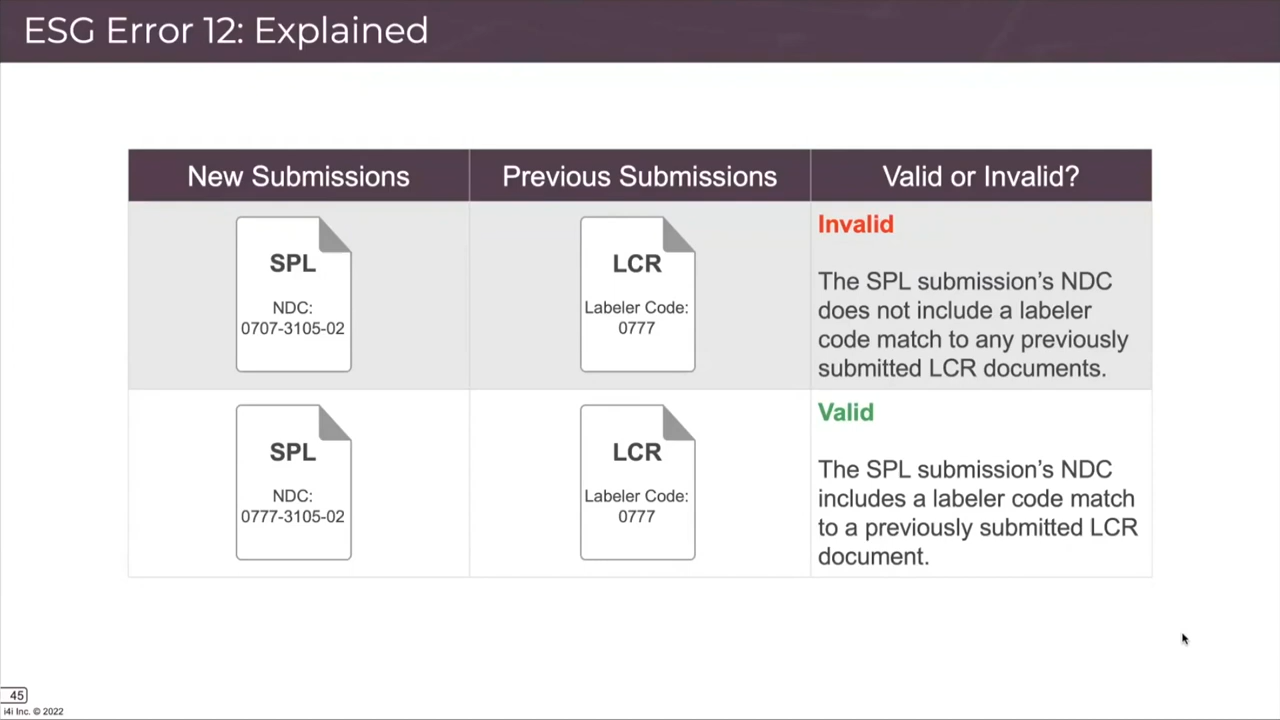 ESG Error 12: Explained
New Submissions
Previous Submissions
Valid or Invalid?
SPL
NDC:
0707-3105-02
LCR
Labeler Code:
0777
Invalid
The SPL submission’s NDC
does not include a labeler
code match to any previously
submitted LCR documents.
SPL
NDC:
0777-3105-02
LCR
Labeler Code:
0777
Valid
The SPL submission’s NDC
includes a labeler code match
to a previously submitted LCR
document.
45
i4i Inc. © 2022